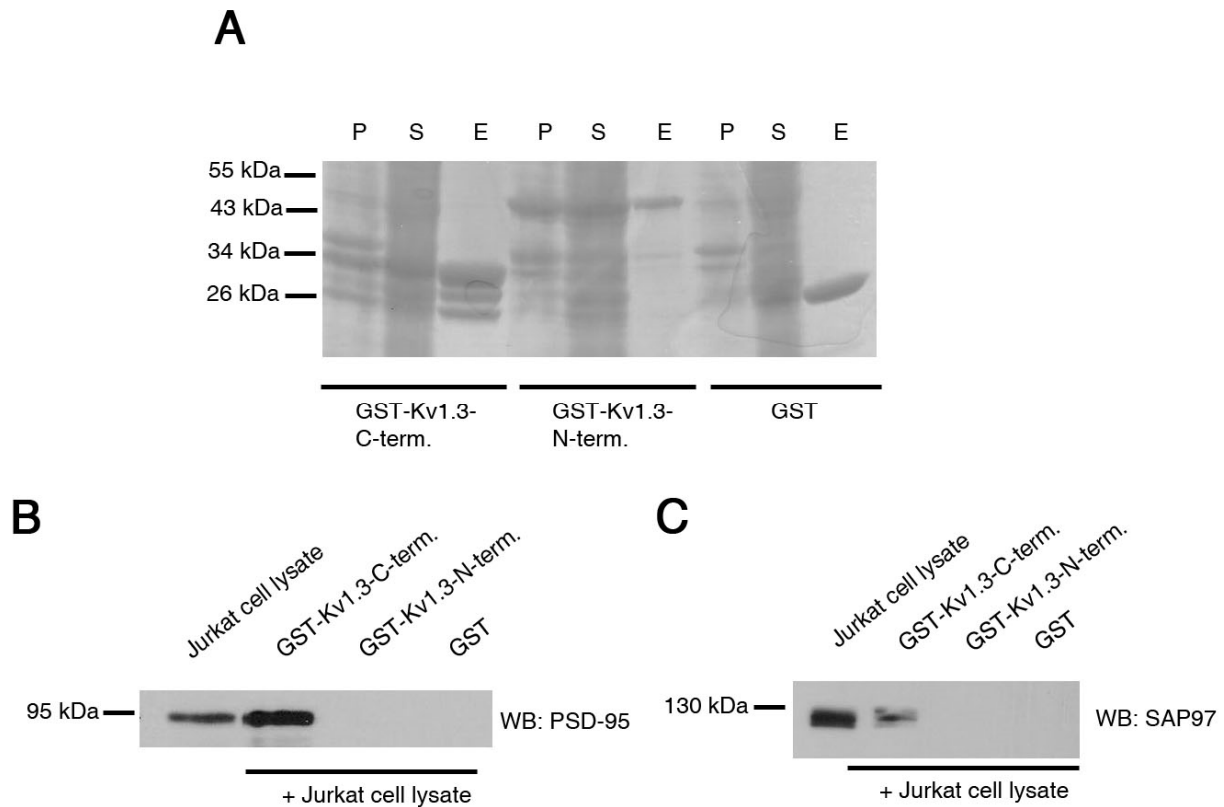 A
P S E P S E P S E
55 kDa
43 kDa
34 kDa
26 kDa
GST-Kv1.3-
C-term.
GST-Kv1.3-
N-term.
GST
B
Jurkat cell lysate
GST-Kv1.3-C-term.
GST-Kv1.3-N-term.
GST
95 kDa
WB: PSD-95
+ Jurkat cell lysate
C
Jurkat cell lysate
GST-Kv1.3-C-term.
GST-Kv1.3-N-term.
GST
130 kDa
WB: SAP97
+ Jurkat cell lysate